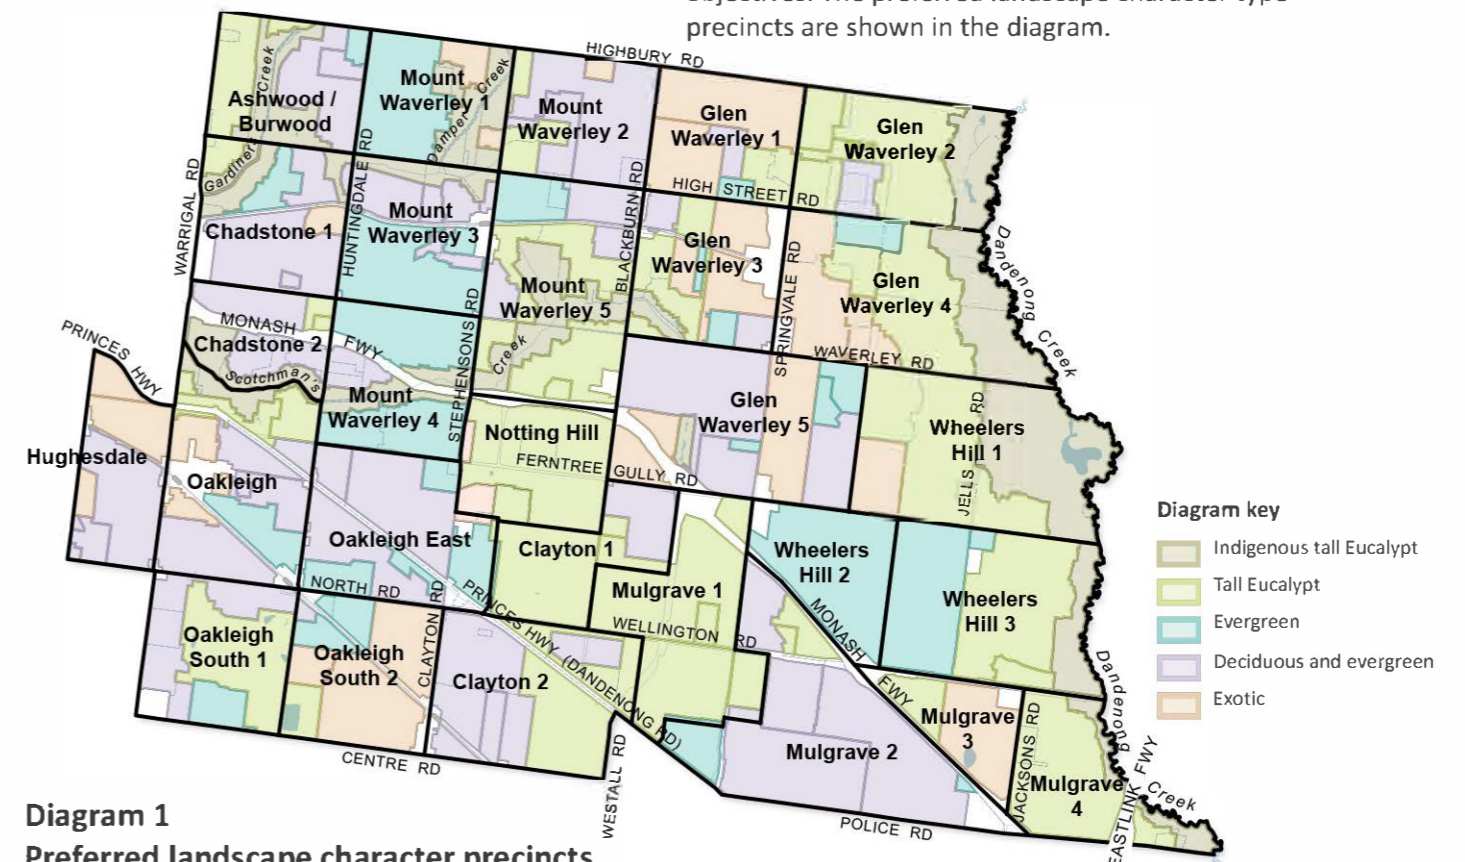 objectives. The preferred landscape character type
precincts are shown in the diagram.
HIGHBURY RD
Creek
Ashwood /
Burwood
Mount
Waverley 1
Creek
Damper
Mount
Waverley 2
Glen
Waverley 1
Glen
Waverley 2
WARRIGAL RD
Gardiners
HUNTINGDALE RD
BLACKBURN RD
HIGH STREET RD
Chadstone 1
Mount
Waverley 3
Mount
Waverley 5
Creek
Glen
Waverley 3
SPRINGVALE RD
Glen
Waverley 4
Dandenong Creek
WAVERLEY RD
PRINCES HWY
MONASH FWY
Chadstone 2
Scotchman's
STEPHENSONS RD
Mount
Waverley 4
Notting Hill
FERNTREE GULLY RD
Glen
Waverley 5
Wheelers
Hill 1
JELLS RD
Hughesdale
Oakleigh
Oakleigh East
Clayton 1
Mulgrave 1
Wheelers
Hill 2
Wheelers
Hill 3
NORTH RD
CLAYTON RD
PRINCES HWY (DANDENONG RD)
WELLINGTON RD
MONASH FWY
Oakleigh
South 1
Oakleigh
South 2
Clayton 2
Mulgrave 2
Mulgrave
3
Mulgrave
4
JACKSONS RD
Dandenong Creek
EASTLINK FWY
CENTRE RD
WESTALL RD
POLICE RD
Diagram key
Indigenous tall Eucalypt
Tall Eucalypt
Evergreen
Deciduous and evergreen
Exotic
Diagram 1
Preferred landscape character precincts